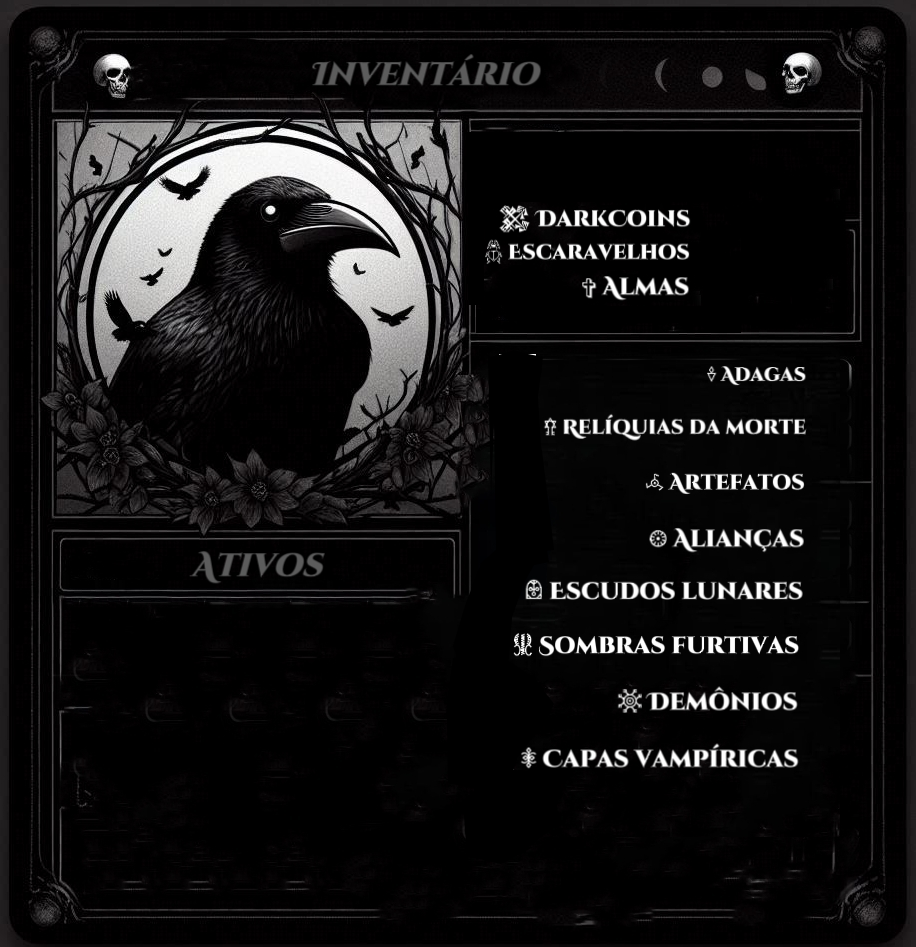 Inventário
Darkcoins
Escaravelhos
Almas
Adagas
Relíquias da morte
Artefatos
Alianças
Ativos
Escudos lunares
Sombras furtivas
Demônios
Capas vampíricas